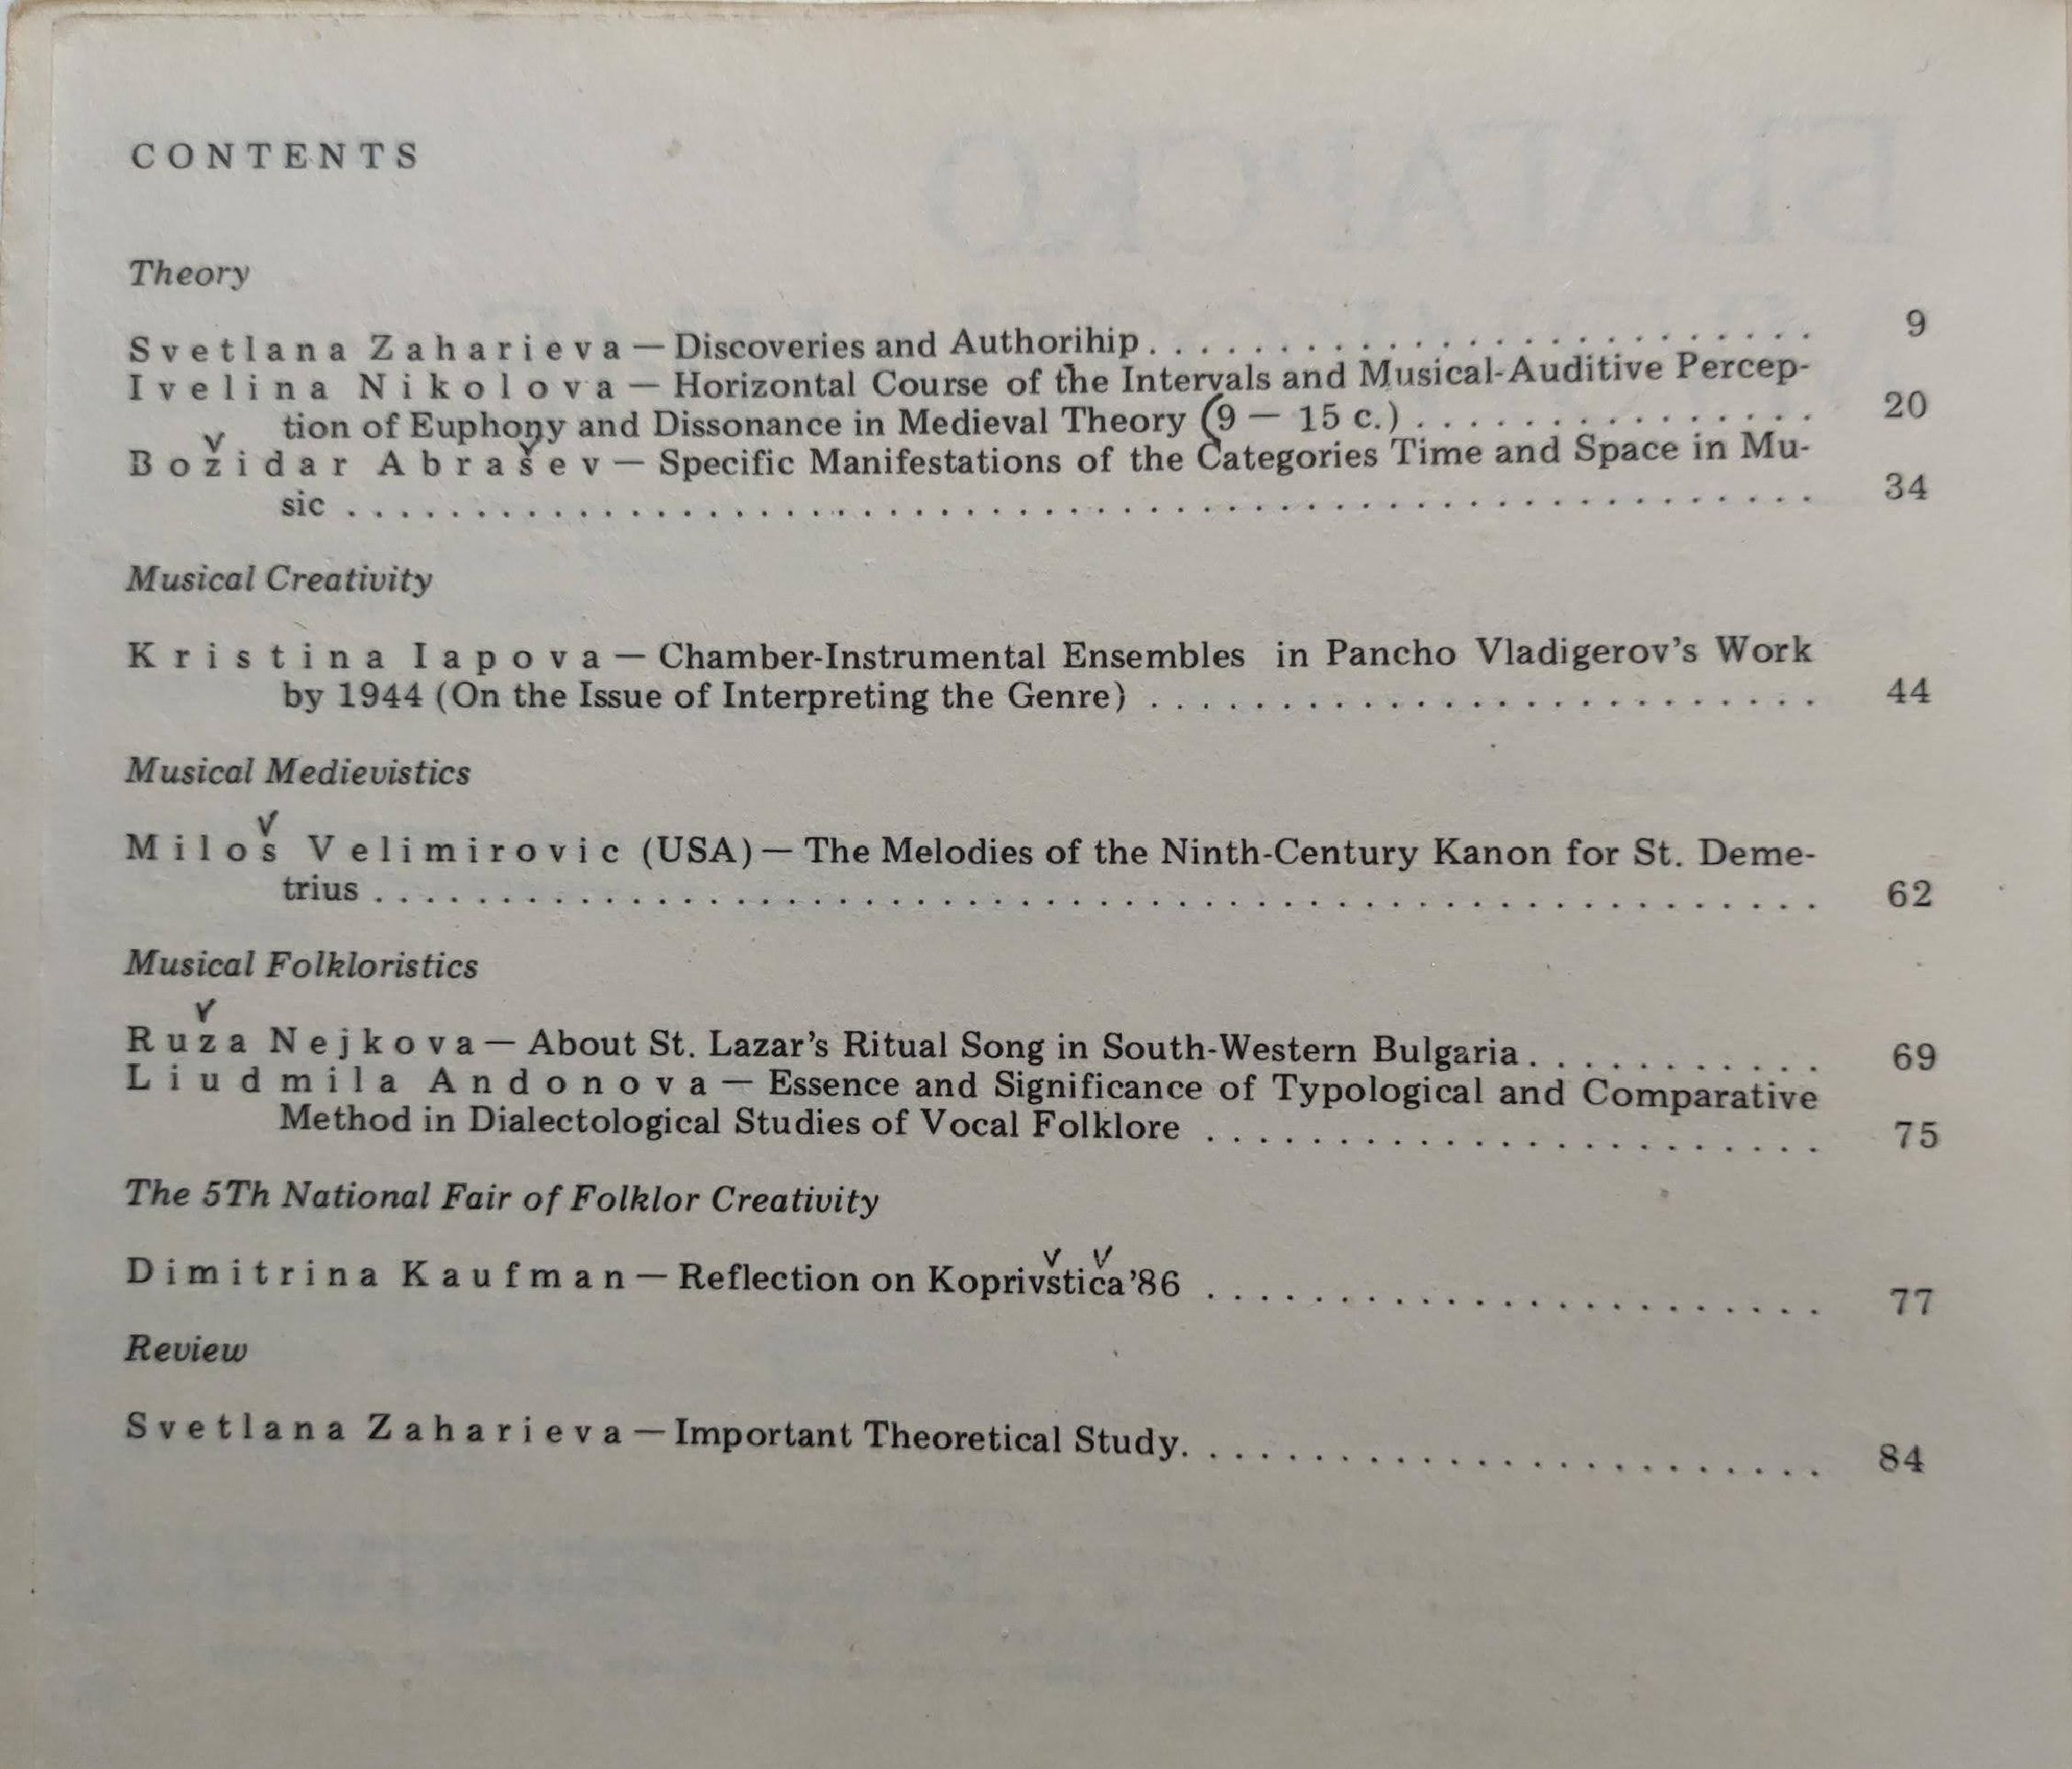 CONTENTS
Theory
Svetlana Zaharieva — Discoveries and Authorihip . . . . . . . . . . . . . . . . . . . . . . . . . 9
Ivelina Nikolova — Horizontal Course of the Intervals and Musical-Auditive Percep-
tion of Euphony and Dissonance in Medieval Theory (9 — 15 c.) . . . . . . . . . . . . . . . 20
Božidar Abrašev — Specific Manifestations of the Categories Time and Space in Mu-
sic . . . . . . . . . . . . . . . . . . . . . . . . . . . . . . . . . . . . . . . . . . . . . . . . . . . . . . . . 34
Musical Creativity
Kristina Iapova — Chamber-Instrumental Ensembles in Pancho Vladigerov's Work
by 1944 (On the Issue of Interpreting the Genre) . . . . . . . . . . . . . . . . . . . . . . . . . . 44
Musical Medievistics
Miloš Velimirovic (USA) — The Melodies of the Ninth-Century Kanon for St. Deme-
trius . . . . . . . . . . . . . . . . . . . . . . . . . . . . . . . . . . . . . . . . . . . . . . . . . . . . . . . 62
Musical Folkloristics
Ruža Nejkova — About St. Lazar's Ritual Song in South-Western Bulgaria . . . . . . . . . . . . 69
Liudmila Andonova — Essence and Significance of Typological and Comparative
Method in Dialectological Studies of Vocal Folklore . . . . . . . . . . . . . . . . . . . . . . . . 75
The 5Th National Fair of Folklor Creativity
Dimitrina Kaufman — Reflection on Koprivštiča'86 . . . . . . . . . . . . . . . . . . . . . . . . 77
Review
Svetlana Zaharieva — Important Theoretical Study. . . . . . . . . . . . . . . . . . . . . . . . . 84